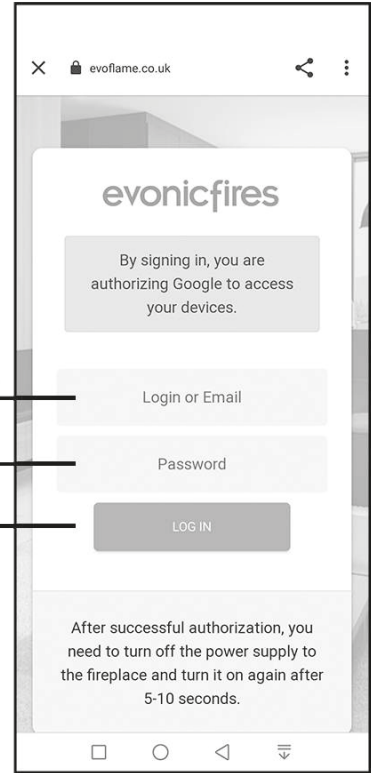 evoflame.co.uk
evonicfires
By signing in, you are
authorizing Google to access
your devices.
Login or Email
Password
LOG IN
After successful authorization, you
need to turn off the power supply to
the fireplace and turn it on again after
5-10 seconds.